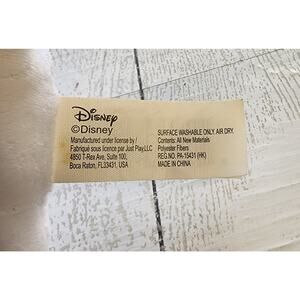 Disney
©Disney
Manufactured under license by /
Fabriqué sous licence par Just Play, LLC
4850 T-Rex Ave, Suite 100,
Boca Raton, FL33431, USA
SURFACE WASHABLE ONLY. AIR DRY.
Contents: All New Materials
Polyester Fibers
REG.NO. PA-15431 (HK)
MADE IN CHINA